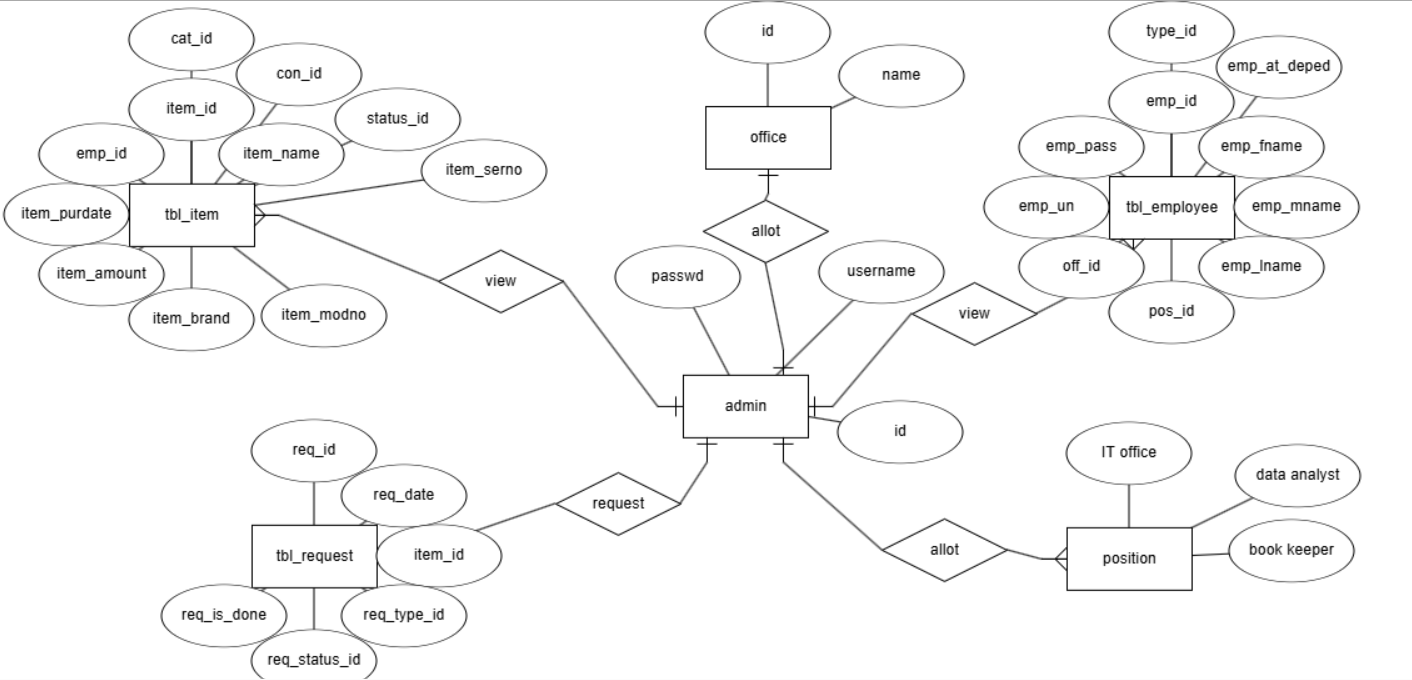 cat_id
con_id
item_id
status_id
emp_id
item_name
item_serno
item_purdate
tbl_item
item_amount
item_brand
item_modno
view
id
name
office
allot
passwd
username
admin
id
type_id
emp_at_deped
emp_id
emp_pass
emp_fname
emp_un
tbl_employee
emp_mname
off_id
emp_lname
pos_id
view
req_id
req_date
tbl_request
item_id
req_is_done
req_type_id
req_status_id
request
allot
IT office
data analyst
position
book keeper